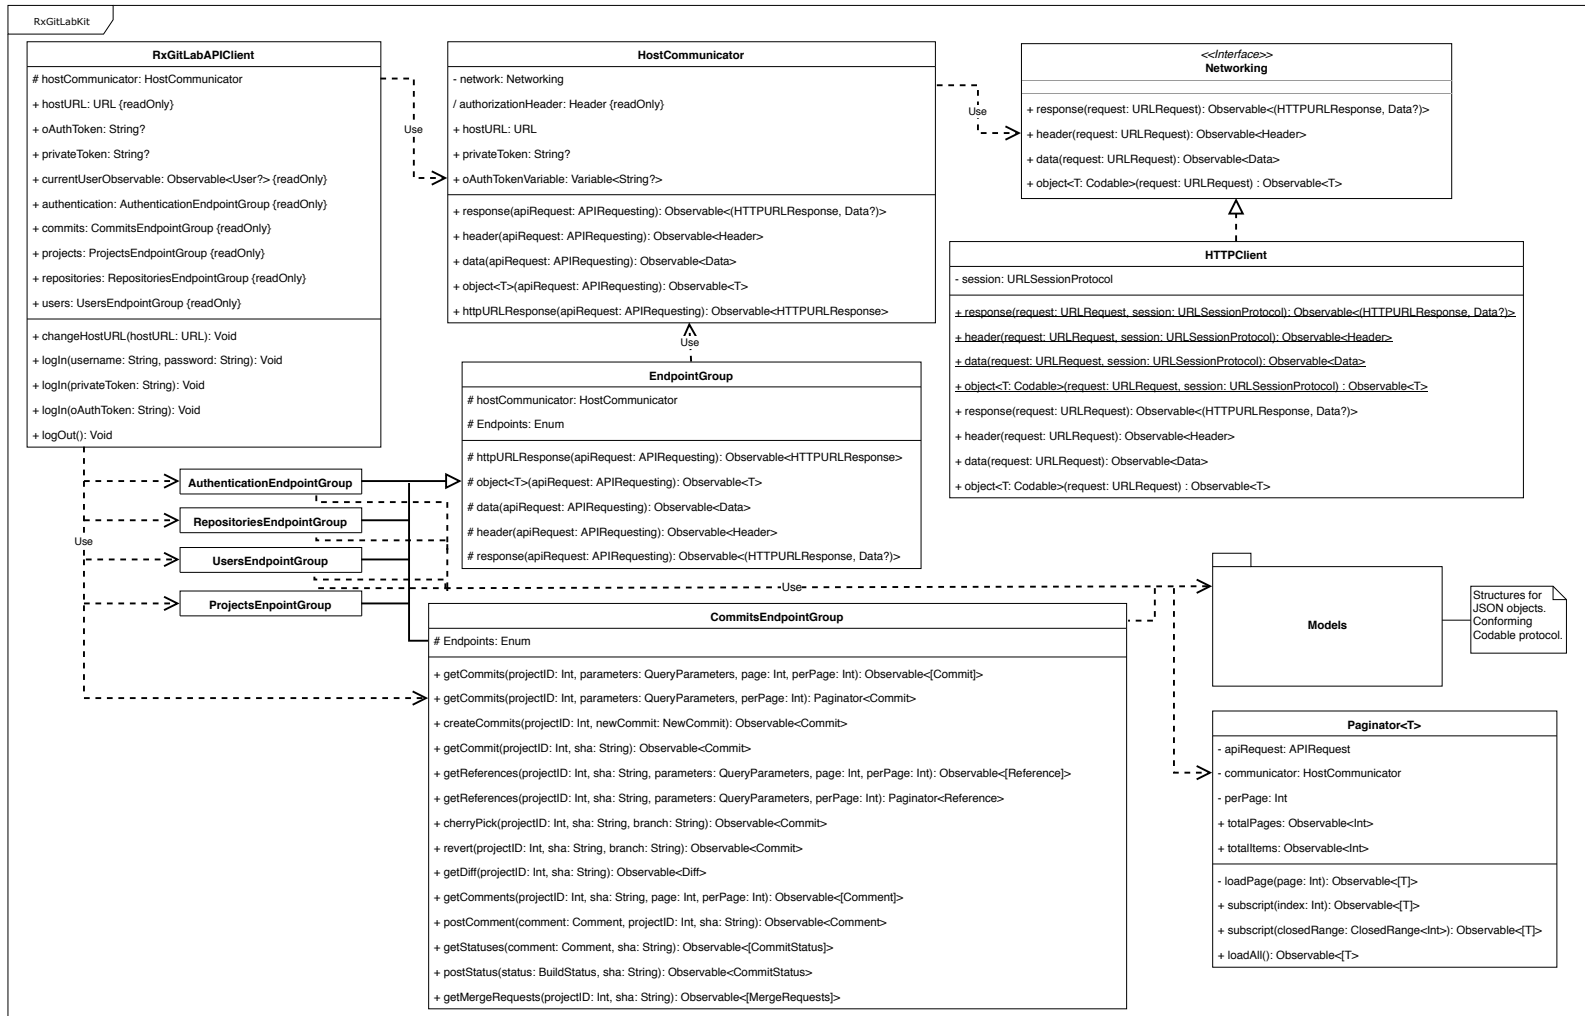 RxGitLabKit
RxGitLabAPIClient
# hostCommunicator: HostCommunicator
+ hostURL: URL {readOnly}
+ oAuthToken: String?
+ privateToken: String?
+ currentUserObservable: Observable<User?> {readOnly}
+ authentication: AuthenticationEndpointGroup {readOnly}
+ commits: CommitsEndpointGroup {readOnly}
+ projects: ProjectsEndpointGroup {readOnly}
+ repositories: RepositoriesEndpointGroup {readOnly}
+ users: UsersEndpointGroup {readOnly}
+ changeHostURL(hostURL: URL): Void
+ logIn(username: String, password: String): Void
+ logIn(privateToken: String): Void
+ logIn(oAuthToken: String): Void
+ logOut(): Void
Use
HostCommunicator
- network: Networking
/ authorizationHeader: Header {readOnly}
+ hostURL: URL
+ privateToken: String?
+ oAuthTokenVariable: Variable<String?>
+ response(apiRequest: APIRequesting): Observable<(HTTPURLResponse, Data?)>
+ header(apiRequest: APIRequesting): Observable<Header>
+ data(apiRequest: APIRequesting): Observable<Data>
+ object<T>(apiRequest: APIRequesting): Observable<T>
+ httpURLResponse(apiRequest: APIRequesting): Observable<HTTPURLResponse>
Use
<<Interface>>
Networking
+ response(request: URLRequest): Observable<(HTTPURLResponse, Data?)>
+ header(request: URLRequest): Observable<Header>
+ data(request: URLRequest): Observable<Data>
+ object<T: Codable>(request: URLRequest) : Observable<T>
HTTPClient
- session: URLSessionProtocol
+ response(request: URLRequest, session: URLSessionProtocol): Observable<(HTTPURLResponse, Data?)>
+ header(request: URLRequest, session: URLSessionProtocol): Observable<Header>
+ data(request: URLRequest, session: URLSessionProtocol): Observable<Data>
+ object<T: Codable>(request: URLRequest, session: URLSessionProtocol) : Observable<T>
+ response(request: URLRequest): Observable<(HTTPURLResponse, Data?)>
+ header(request: URLRequest): Observable<Header>
+ data(request: URLRequest): Observable<Data>
+ object<T: Codable>(request: URLRequest) : Observable<T>
Use
EndpointGroup
# hostCommunicator: HostCommunicator
# Endpoints: Enum
# httpURLResponse(apiRequest: APIRequesting): Observable<HTTPURLResponse>
# object<T>(apiRequest: APIRequesting): Observable<T>
# data(apiRequest: APIRequesting): Observable<Data>
# header(apiRequest: APIRequesting): Observable<Header>
# response(apiRequest: APIRequesting): Observable<(HTTPURLResponse, Data?)>
AuthenticationEndpointGroup
RepositoriesEndpointGroup
Use
UsersEndpointGroup
ProjectsEnpointGroup
Use
CommitsEndpointGroup
# Endpoints: Enum
+ getCommits(projectID: Int, parameters: QueryParameters, page: Int, perPage: Int): Observable<[Commit]>
+ getCommits(projectID: Int, parameters: QueryParameters, perPage: Int): Paginator<Commit>
+ createCommits(projectID: Int, newCommit: NewCommit): Observable<Commit>
+ getCommit(projectID: Int, sha: String): Observable<Commit>
+ getReferences(projectID: Int, sha: String, parameters: QueryParameters, page: Int, perPage: Int): Observable<[Reference]>
+ getReferences(projectID: Int, sha: String, parameters: QueryParameters, perPage: Int): Paginator<Reference>
+ cherryPick(projectID: Int, sha: String, branch: String): Observable<Commit>
+ revert(projectID: Int, sha: String, branch: String): Observable<Commit>
+ getDiff(projectID: Int, sha: String): Observable<Diff>
+ getComments(projectID: Int, sha: String, page: Int, perPage: Int): Observable<[Comment]>
+ postComment(comment: Comment, projectID: Int, sha: String): Observable<Comment>
+ getStatuses(comment: Comment, sha: String): Observable<[CommitStatus]>
+ postStatus(status: BuildStatus, sha: String): Observable<CommitStatus>
+ getMergeRequests(projectID: Int, sha: String): Observable<[MergeRequests]>
Models
Structures for
JSON objects.
Conforming
Codable protocol.
Paginator<T>
- apiRequest: APIRequest
- communicator: HostCommunicator
- perPage: Int
+ totalPages: Observable<Int>
+ totalItems: Observable<Int>
- loadPage(page: Int): Observable<[T]>
+ subscript(index: Int): Observable<[T]>
+ subscript(closedRange: ClosedRange<Int>): Observable<[T]>
+ loadAll(): Observable<[T>